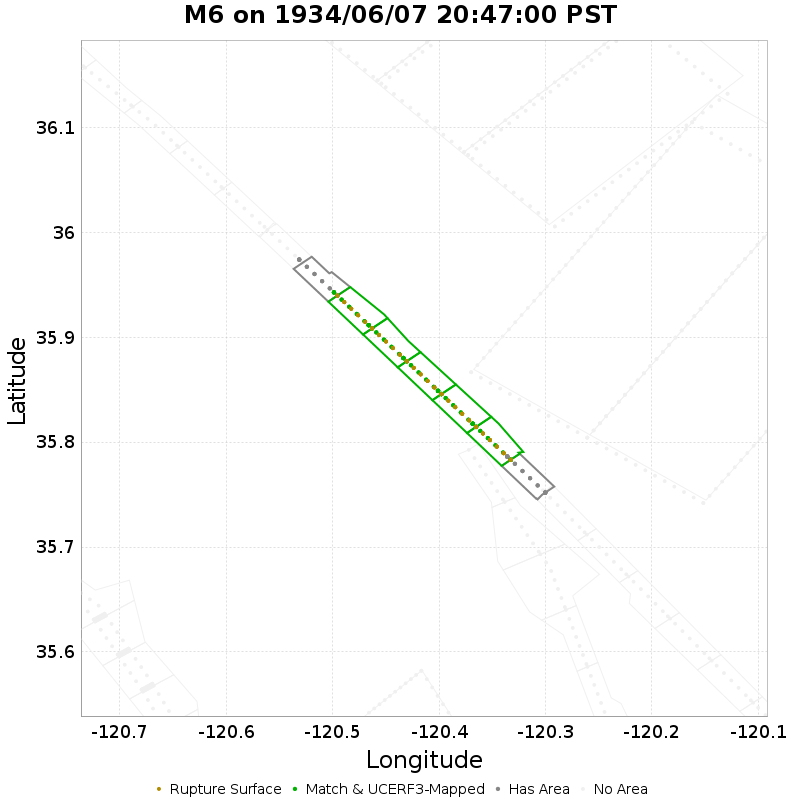 M6 on 1934/06/07 20:47:00 PST
36.1
36
35.9
35.8
35.7
35.6
Latitude
-120.7
-120.6
-120.5
-120.4
-120.3
-120.2
-120.1
Longitude
Rupture Surface
Match & UCERF3-Mapped
Has Area
No Area